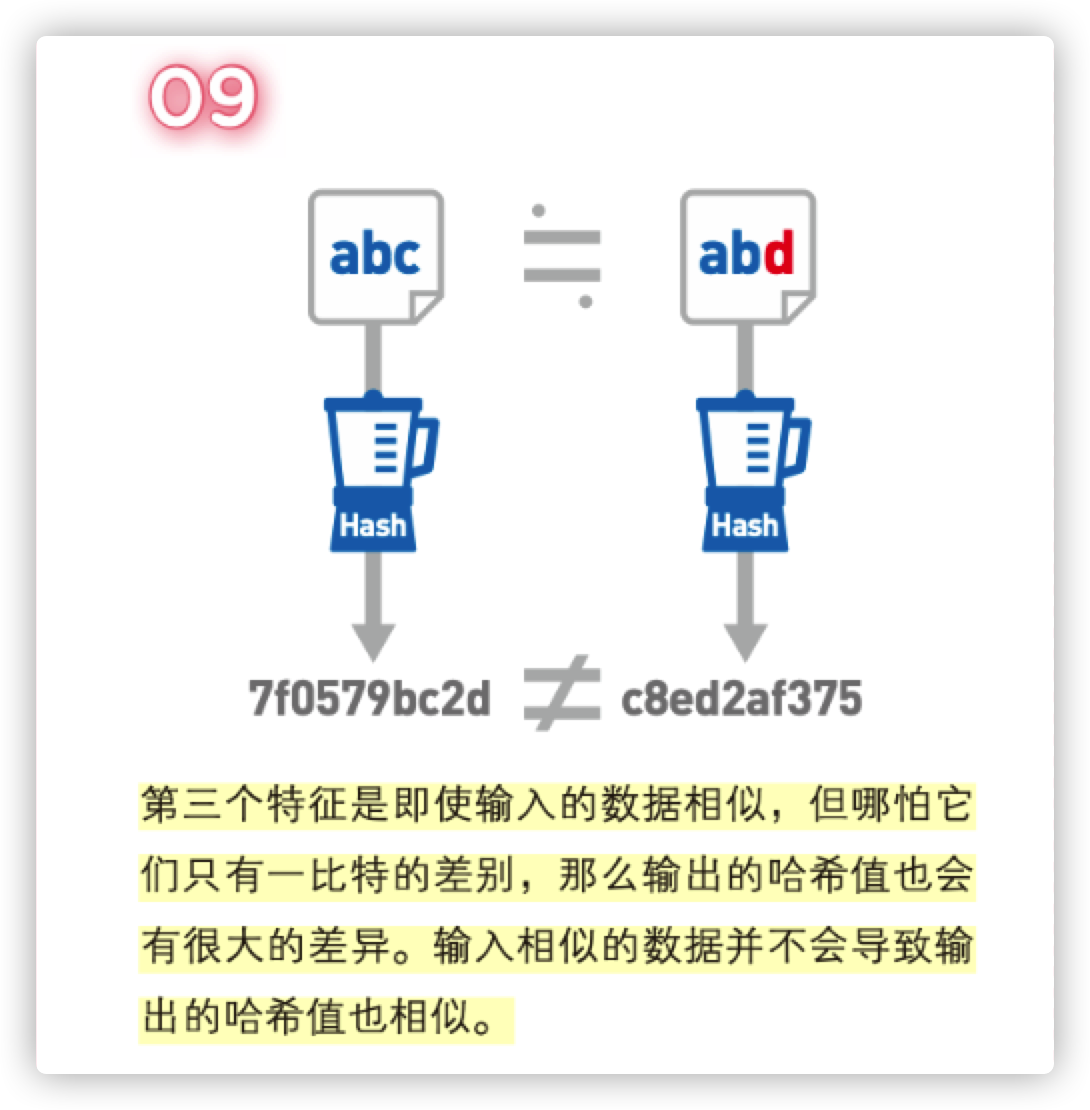 09
abc ≒ abd
Hash Hash
7f0579bc2d ≠ c8ed2af375
第三个特征是即使输入的数据相似，但哪怕它
们只有一比特的差别，那么输出的哈希值也会
有很大的差异。输入相似的数据并不会导致输
出的哈希值也相似。